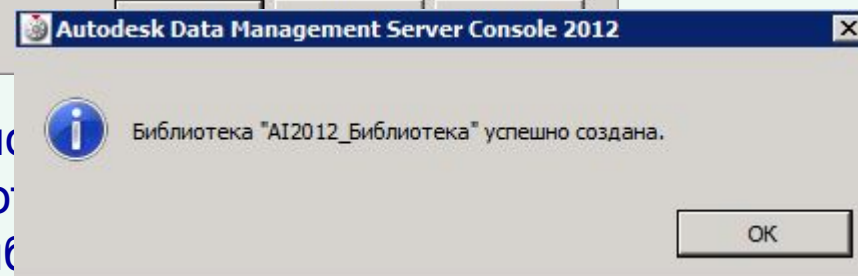 Autodesk Data Management Server Console 2012
Библиотека "AI2012_Библиотека" успешно создана.
OK